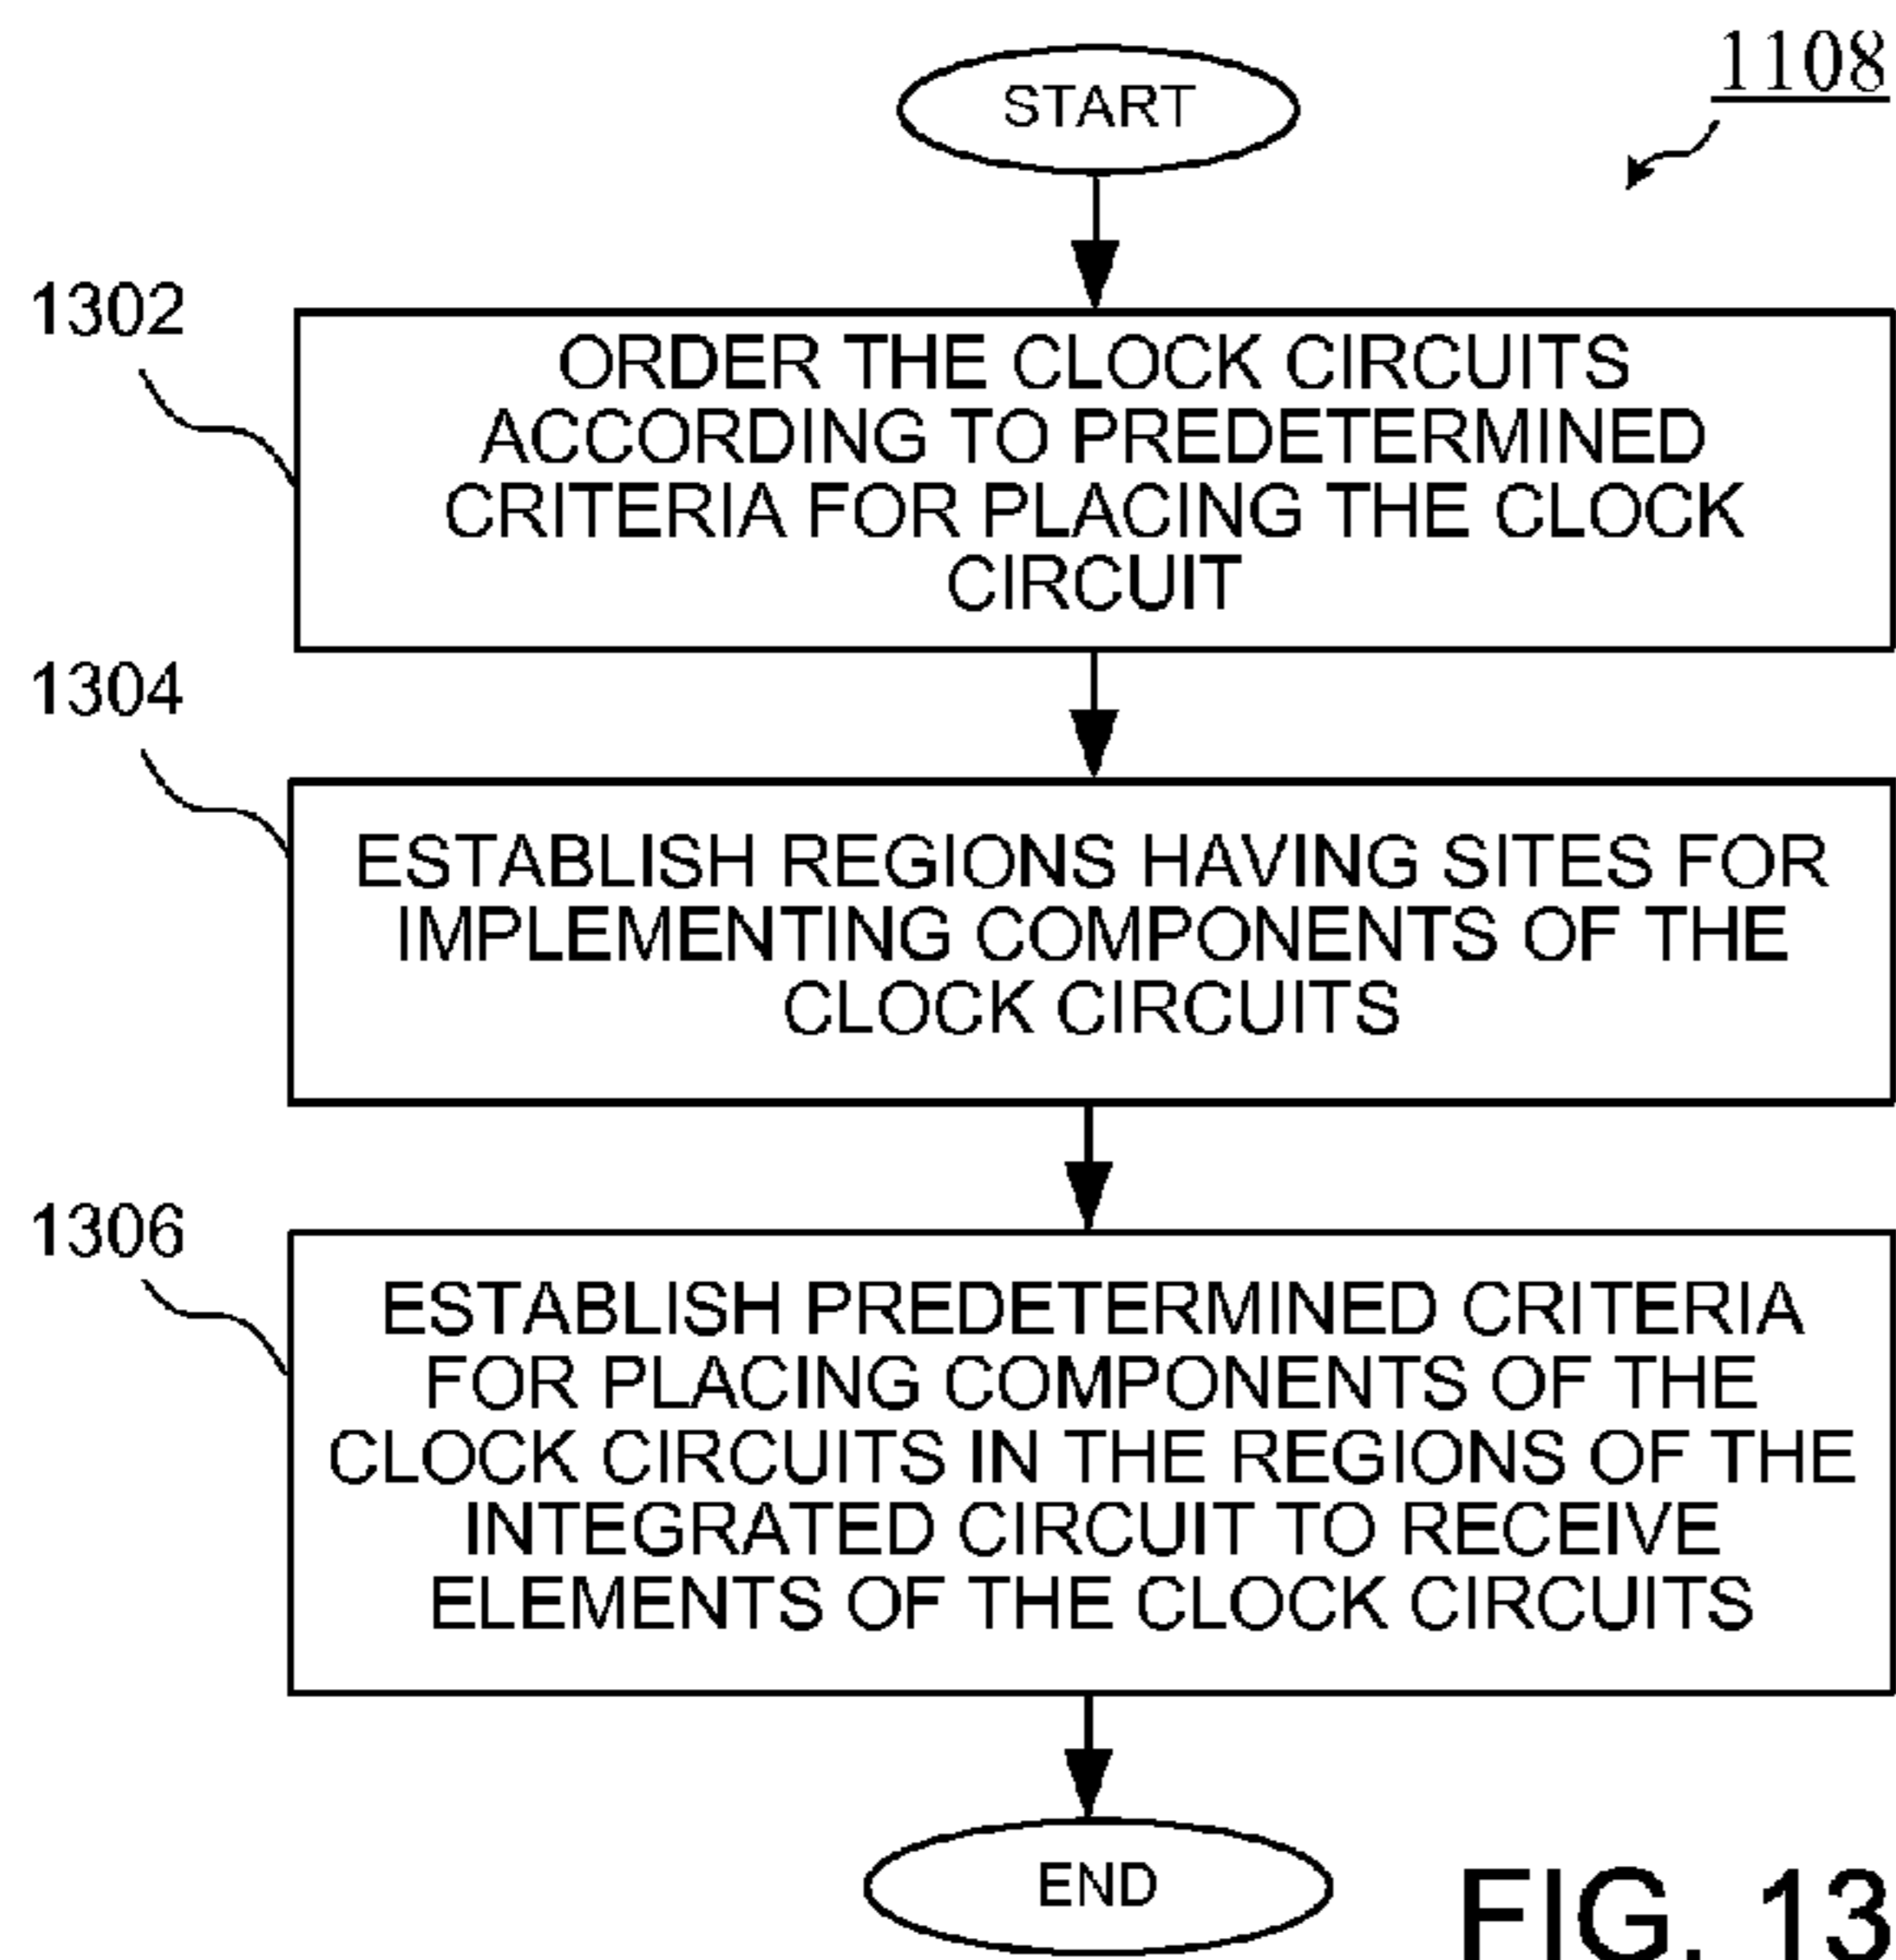 1108
START
1302
ORDER THE CLOCK CIRCUITS
ACCORDING TO PREDETERMINED
CRITERIA FOR PLACING THE CLOCK
CIRCUIT
1304
ESTABLISH REGIONS HAVING SITES FOR
IMPLEMENTING COMPONENTS OF THE
CLOCK CIRCUITS
1306
ESTABLISH PREDETERMINED CRITERIA
FOR PLACING COMPONENTS OF THE
CLOCK CIRCUITS IN THE REGIONS OF THE
INTEGRATED CIRCUIT TO RECEIVE
ELEMENTS OF THE CLOCK CIRCUITS
END
FIG. 13